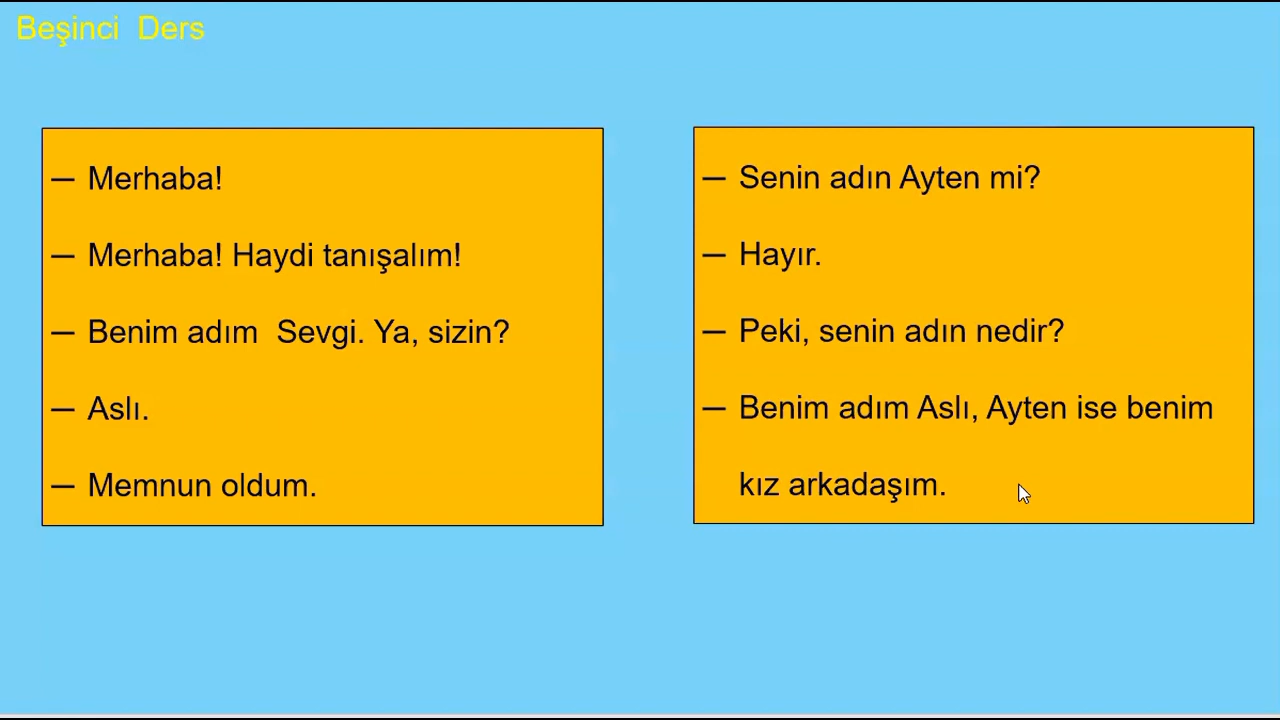 Beşinci Ders
— Merhaba!
— Merhaba! Haydi tanışalım!
— Benim adım Sevgi. Ya, sizin?
— Aslı.
— Memnun oldum.
— Senin adın Ayten mi?
— Hayır.
— Peki, senin adın nedir?
— Benim adım Aslı, Ayten ise benim
kız arkadaşım.